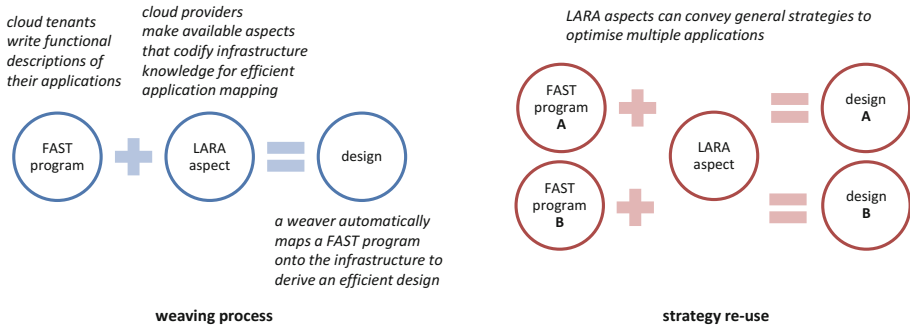 cloud tenants
write functional
descriptions of
their applications
cloud providers
make available aspects
that codify infrastructure
knowledge for efficient
application mapping
FAST
program
LARA
aspect
design
a weaver automatically
maps a FAST program
onto the infrastructure to
derive an efficient design
weaving process
LARA aspects can convey general strategies to
optimise multiple applications
FAST
program
A
LARA
aspect
design
A
FAST
program
B
design
B
strategy re-use